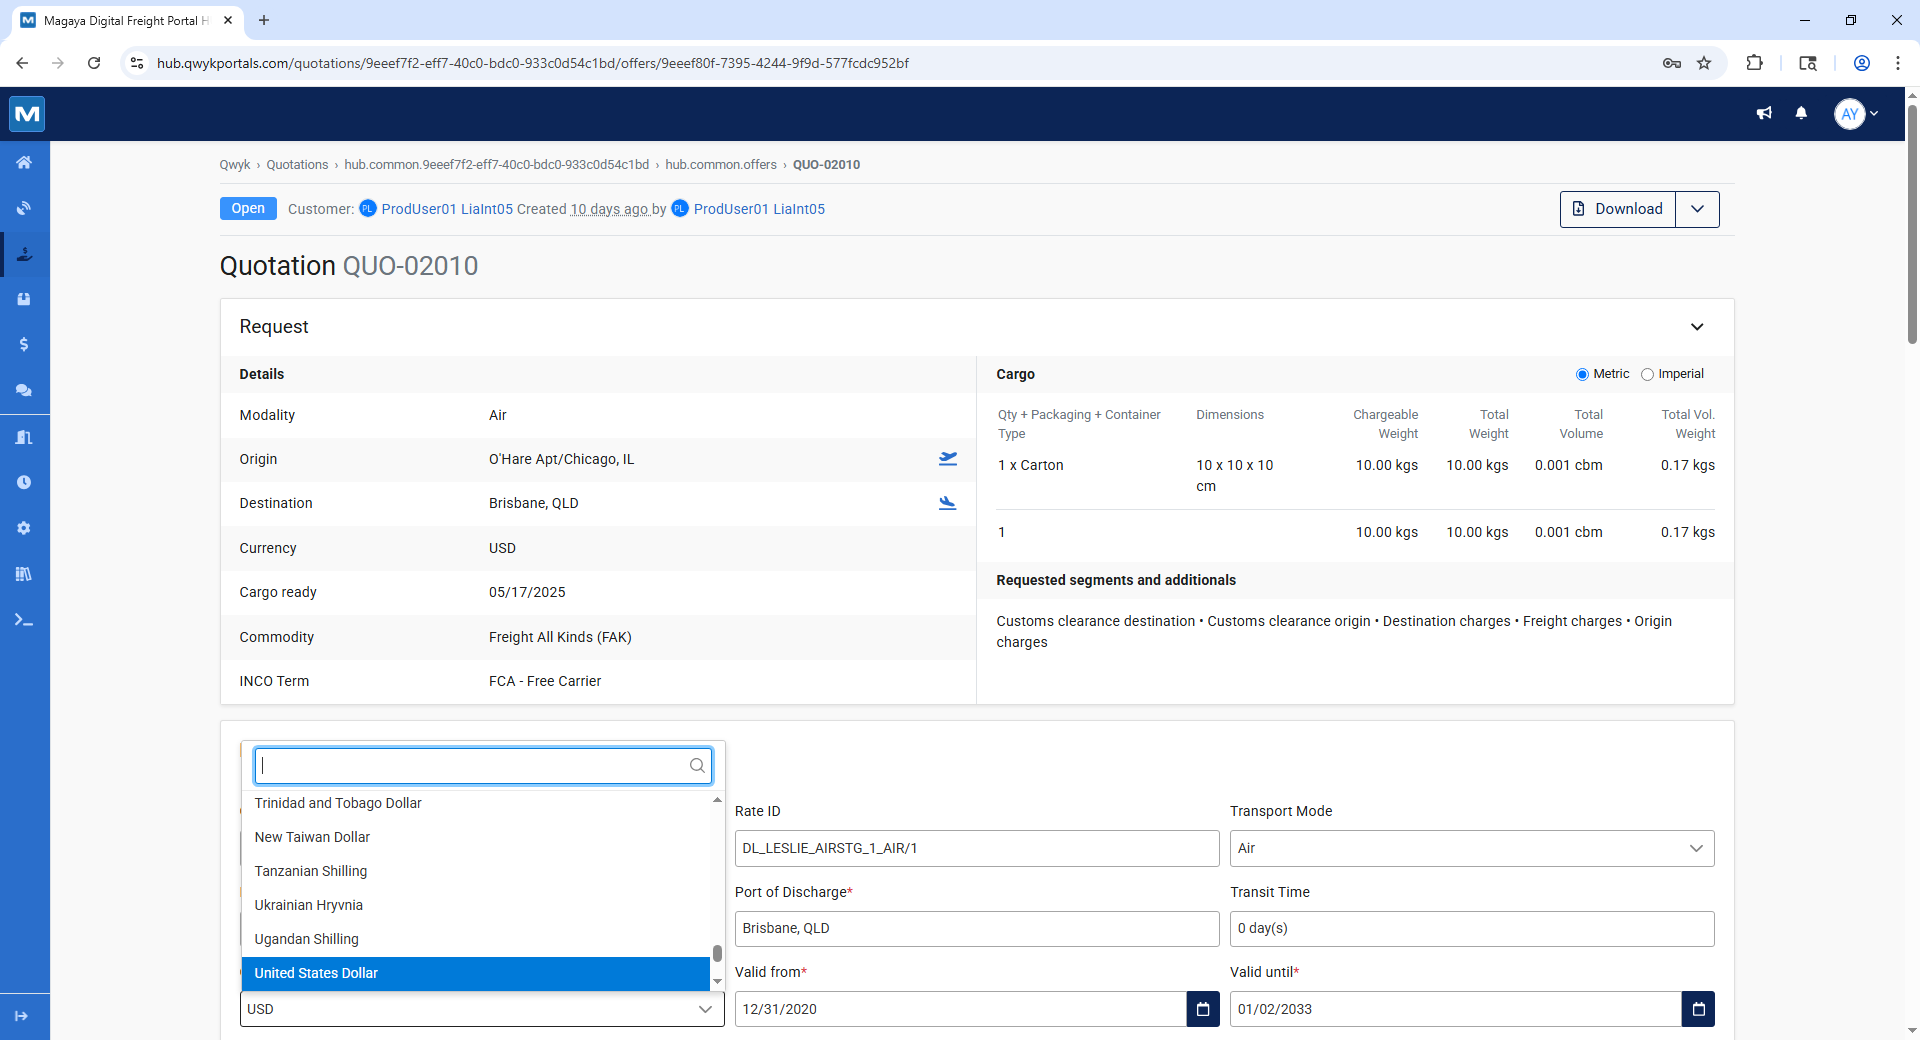 Magaya Digital Freight Portal H
hub.qwykportals.com/quotations/9eeef7f2-eff7-40c0-bdc0-933c0d54c1bd/offers/9eeef80f-7395-4244-9f9d-577fcdc952bf
AY
Qwyk › Quotations › hub.common.9eeef7f2-eff7-40c0-bdc0-933c0d54c1bd › hub.common.offers › QUO-02010
Open Customer: PL ProdUser01 LiaInt05 Created 10 days ago by PL ProdUser01 LiaInt05
Download
Quotation QUO-02010
Request
Details
Modality Air
Origin O'Hare Apt/Chicago, IL
Destination Brisbane, QLD
Currency USD
Cargo ready 05/17/2025
Commodity Freight All Kinds (FAK)
INCO Term FCA - Free Carrier
Cargo Metric Imperial
Qty + Packaging + Container Type Dimensions Chargeable Weight Total Weight Total Volume Total Vol. Weight
1 x Carton 10 x 10 x 10 cm 10.00 kgs 10.00 kgs 0.001 cbm 0.17 kgs
1 10.00 kgs 10.00 kgs 0.001 cbm 0.17 kgs
Requested segments and additionals
Customs clearance destination • Customs clearance origin • Destination charges • Freight charges • Origin
charges
Trinidad and Tobago Dollar
New Taiwan Dollar
Tanzanian Shilling
Ukrainian Hryvnia
Ugandan Shilling
United States Dollar
USD
Rate ID
DL_LESLIE_AIRSTG_1_AIR/1
Transport Mode
Air
Port of Discharge*
Brisbane, QLD
Transit Time
0 day(s)
Valid from*
12/31/2020
Valid until*
01/02/2033